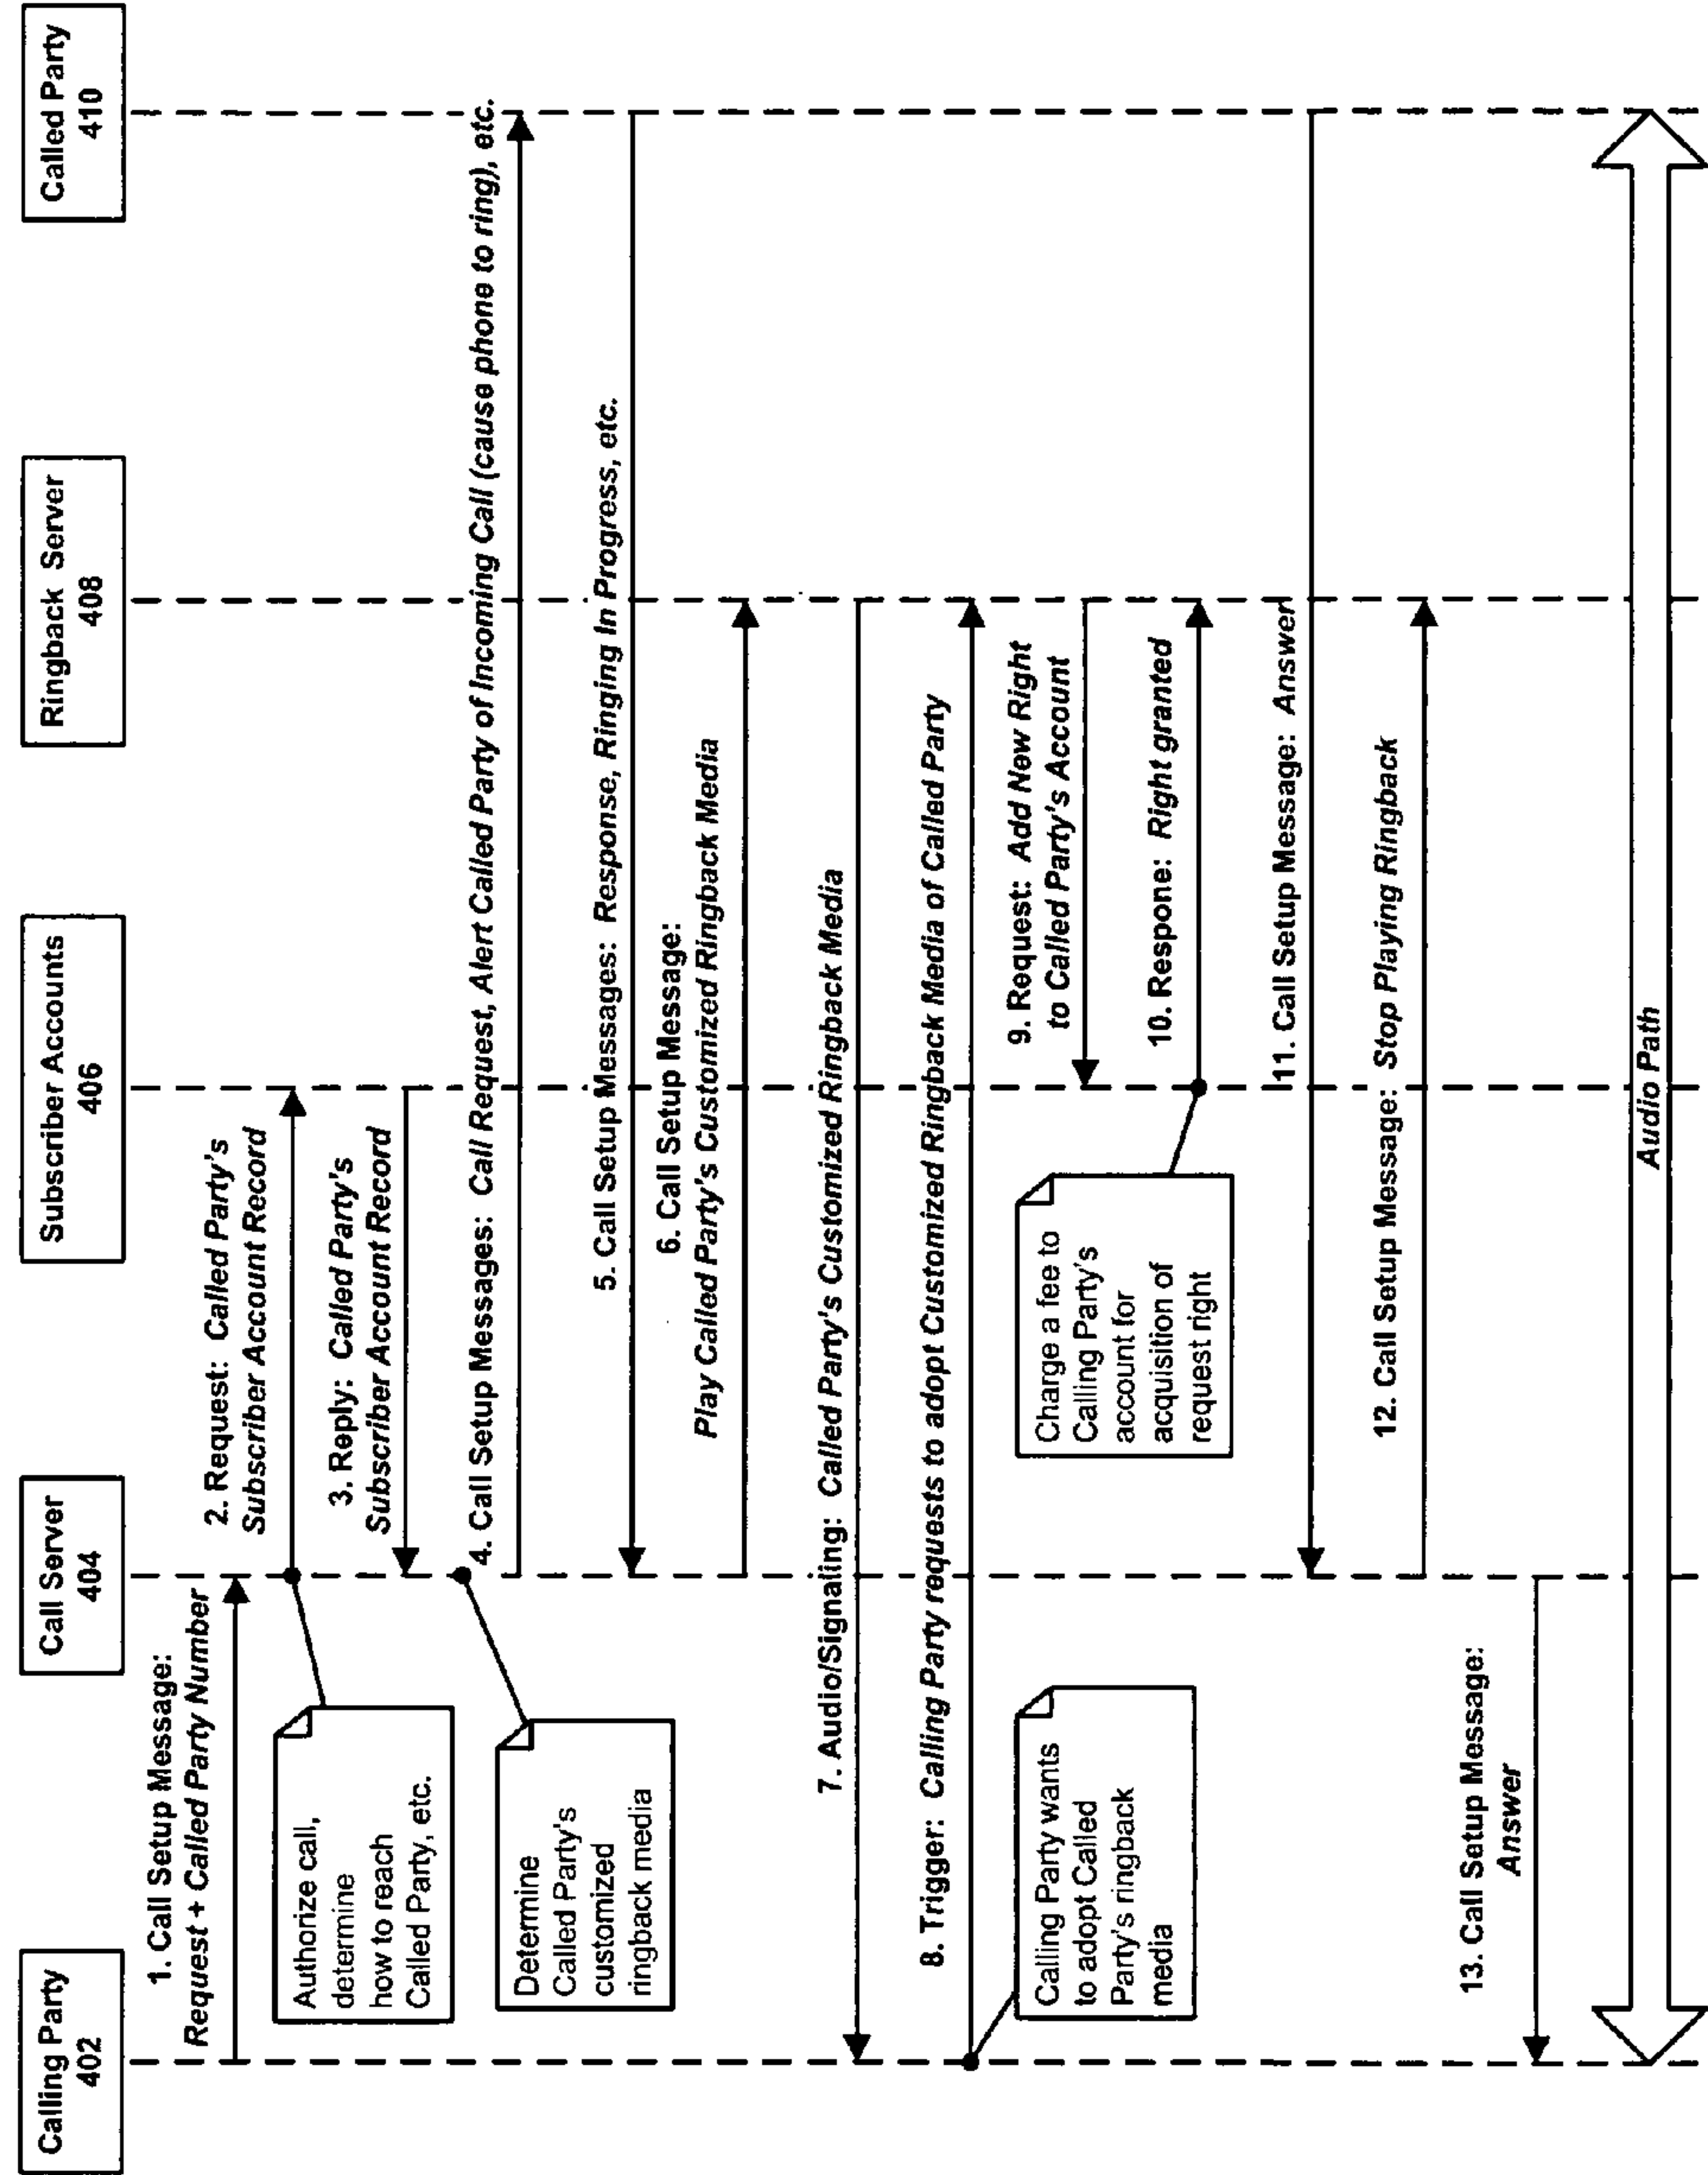 Calling Party
402
Call Server
404
Subscriber Accounts
406
Ringback Server
408
Called Party
410
1. Call Setup Message:
Request + Called Party Number
2. Request: Called Party's
Subscriber Account Record
Authorize call,
determine
how to reach
Called Party, etc.
3. Reply: Called Party's
Subscriber Account Record
4. Call Setup Messages: Call Request, Alert Called Party of Incoming Call (cause phone to ring), etc.
Determine
Called Party's
customized
ringback media
5. Call Setup Messages: Response, Ringing In Progress, etc.
6. Call Setup Message:
Play Called Party's Customized Ringback Media
7. Audio/Signaling: Called Party's Customized Ringback Media
8. Trigger: Calling Party requests to adopt Customized Ringback Media of Called Party
Calling Party wants
to adopt Called
Party's ringback
media
9. Request: Add New Right
to Called Party's Account
10. Respone: Right granted
Charge a fee to
Calling Party's
account for
acquisition of
request right
11. Call Setup Message: Answer
12. Call Setup Message: Stop Playing Ringback
13. Call Setup Message:
Answer
Audio Path